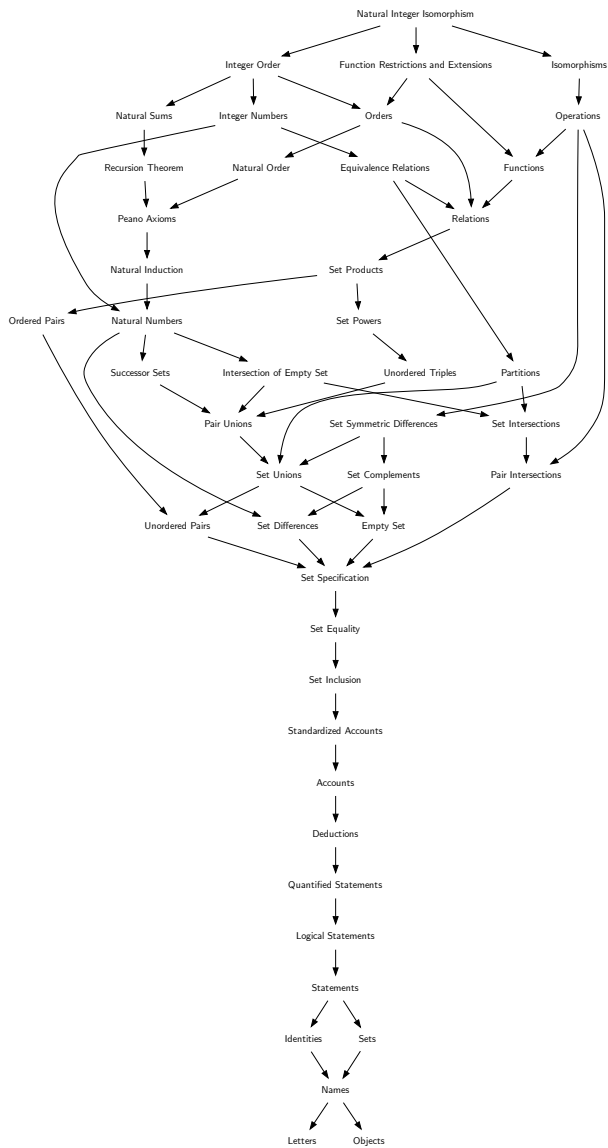 Natural Integer Isomorphism
Integer Order
Function Restrictions and Extensions
Isomorphisms
Natural Sums
Integer Numbers
Orders
Operations
Recursion Theorem
Natural Order
Equivalence Relations
Functions
Peano Axioms
Relations
Natural Induction
Set Products
Ordered Pairs
Natural Numbers
Set Powers
Successor Sets
Intersection of Empty Set
Unordered Triples
Partitions
Pair Unions
Set Symmetric Differences
Set Intersections
Set Unions
Set Complements
Pair Intersections
Unordered Pairs
Set Differences
Empty Set
Set Specification
Set Equality
Set Inclusion
Standardized Accounts
Accounts
Deductions
Quantified Statements
Logical Statements
Statements
Identities
Sets
Names
Letters
Objects